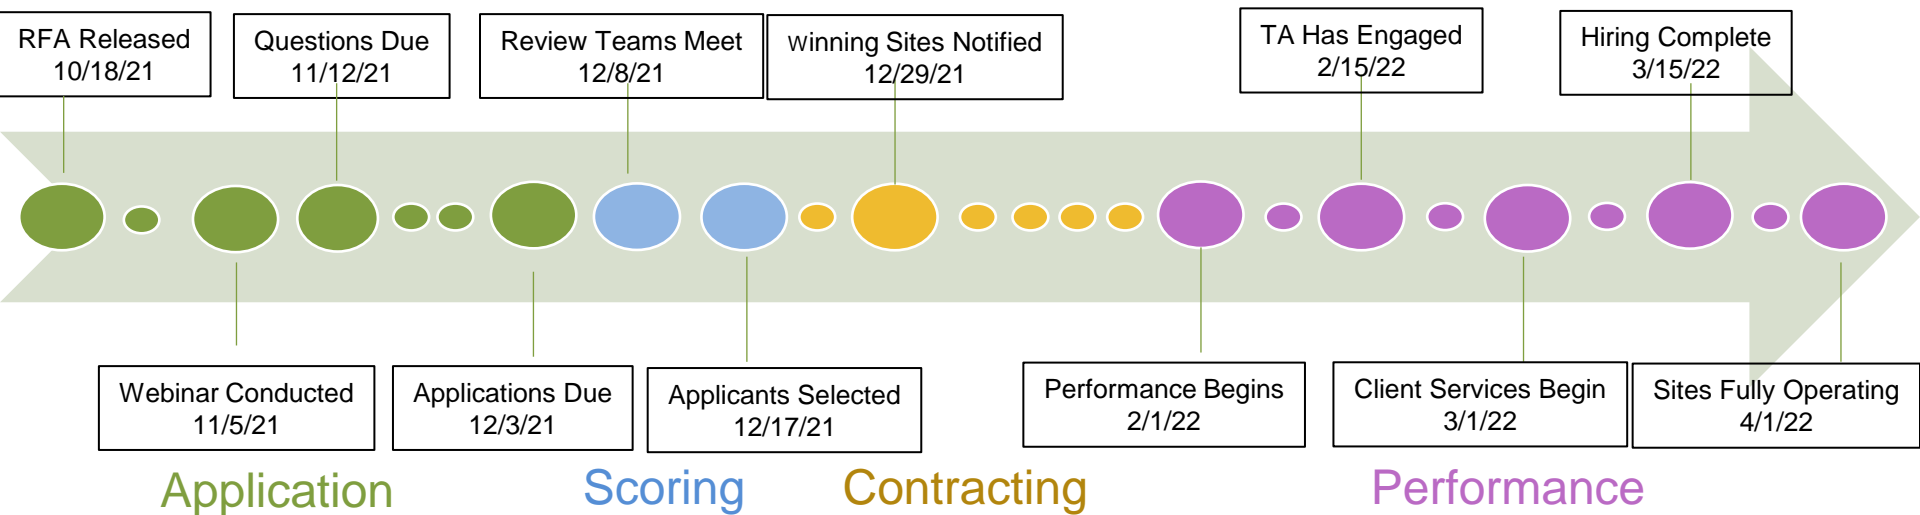 RFA Released
10/18/21
Questions Due
11/12/21
Review Teams Meet
12/8/21
Winning Sites Notified
12/29/21
TA Has Engaged
2/15/22
Hiring Complete
3/15/22
Webinar Conducted
11/5/21
Applications Due
12/3/21
Applicants Selected
12/17/21
Performance Begins
2/1/22
Client Services Begin
3/1/22
Sites Fully Operating
4/1/22
Application
Scoring
Contracting
Performance